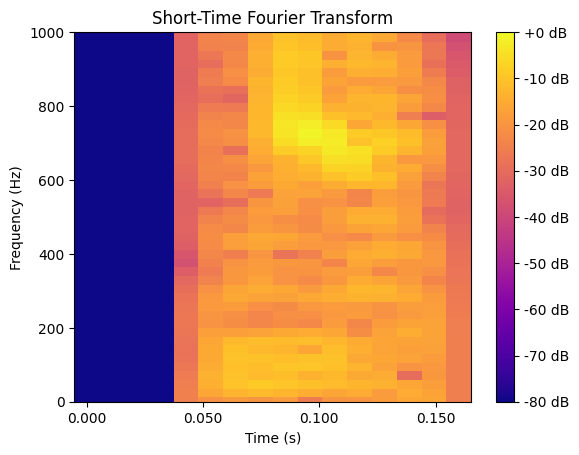 Short-Time Fourier Transform
Frequency (Hz)
1000
800
600
400
200
0
0.000
0.050
0.100
0.150
Time (s)
+0 dB
-10 dB
-20 dB
-30 dB
-40 dB
-50 dB
-60 dB
-70 dB
-80 dB